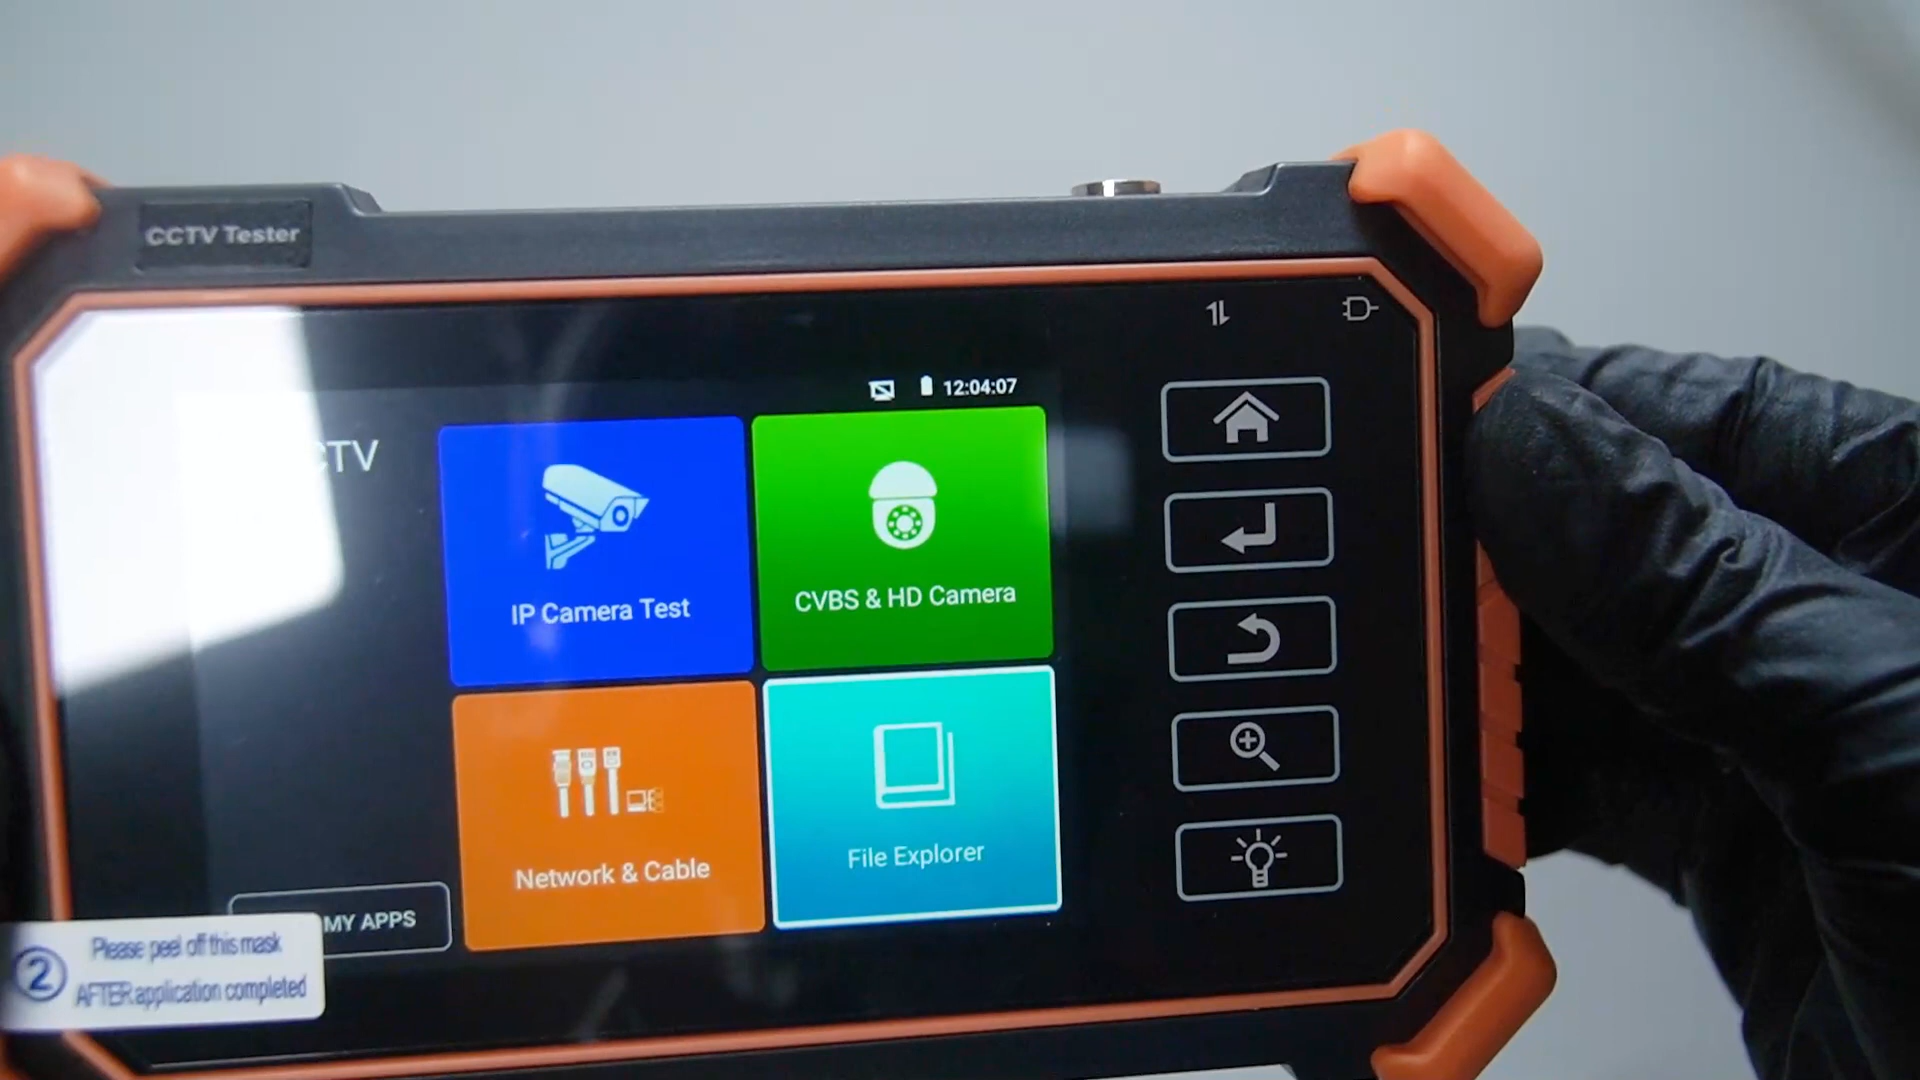 CCTV Tester
12:04:07
CTV
IP Camera Test
CVBS & HD Camera
Network & Cable
File Explorer
MY APPS
2
Please peel off this mask
AFTER application completed